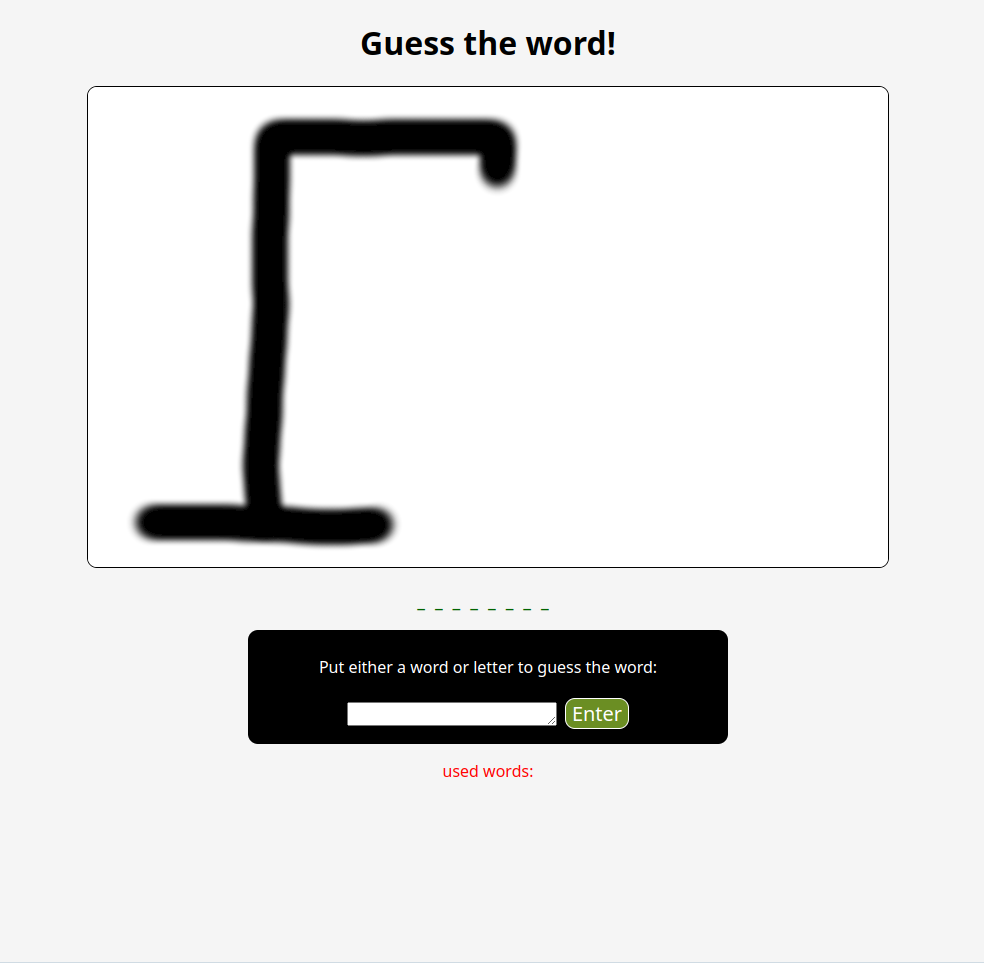 Guess the word!
_ _ _ _ _ _ _ _
Put either a word or letter to guess the word:
Enter
used words: